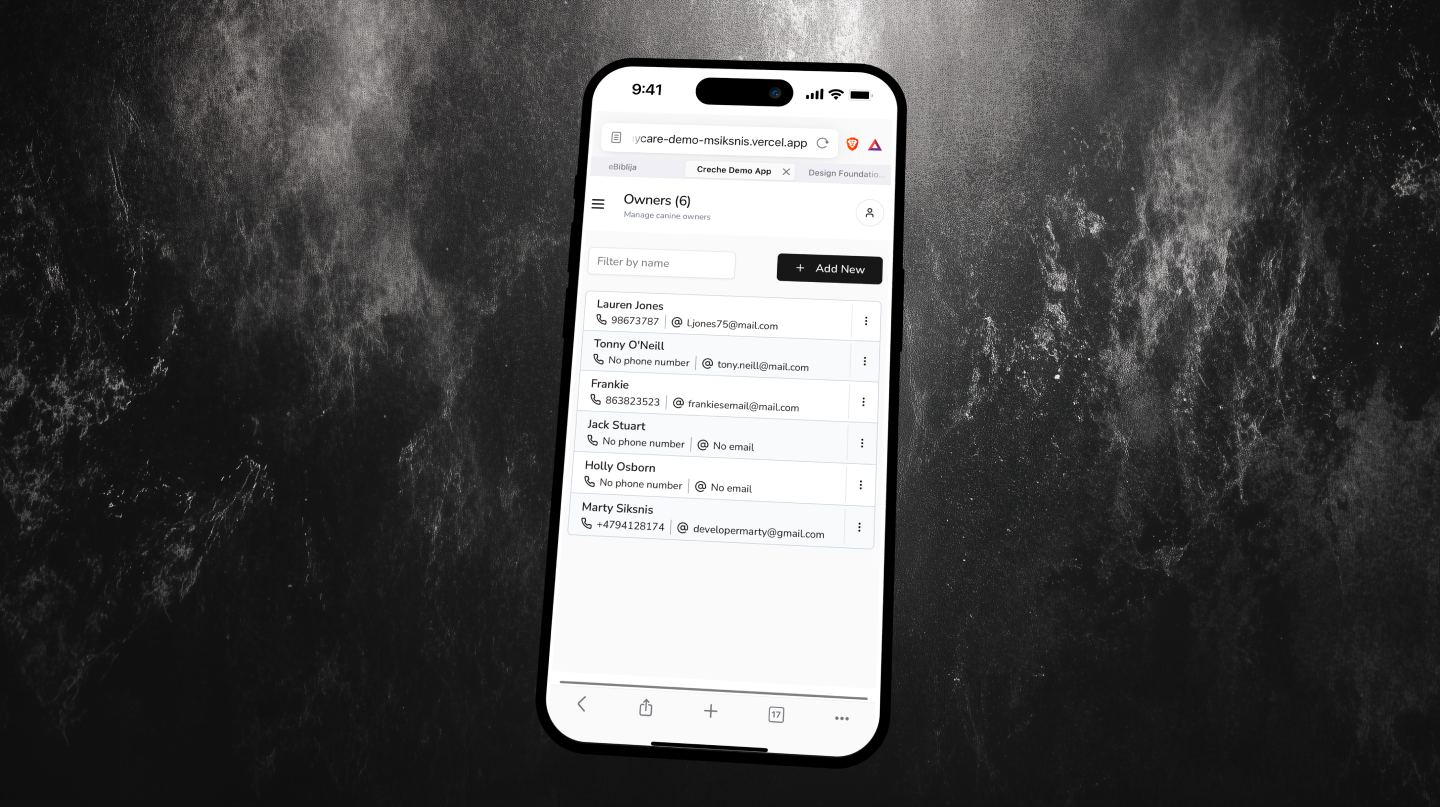 9:41
ycare-demo-msiksnis.vercel.app
eBiblija Creche Demo App Design Foundatio...
Owners (6)
Manage canine owners
Filter by name + Add New
Lauren Jones
98673787 @ l.jones75@mail.com
Tonny O'Neill
No phone number @ tony.neill@mail.com
Frankie
863823523 @ frankiesemail@mail.com
Jack Stuart
No phone number @ No email
Holly Osborn
No phone number @ No email
Marty Siksnis
+4794128174 @ developermarty@gmail.com
17